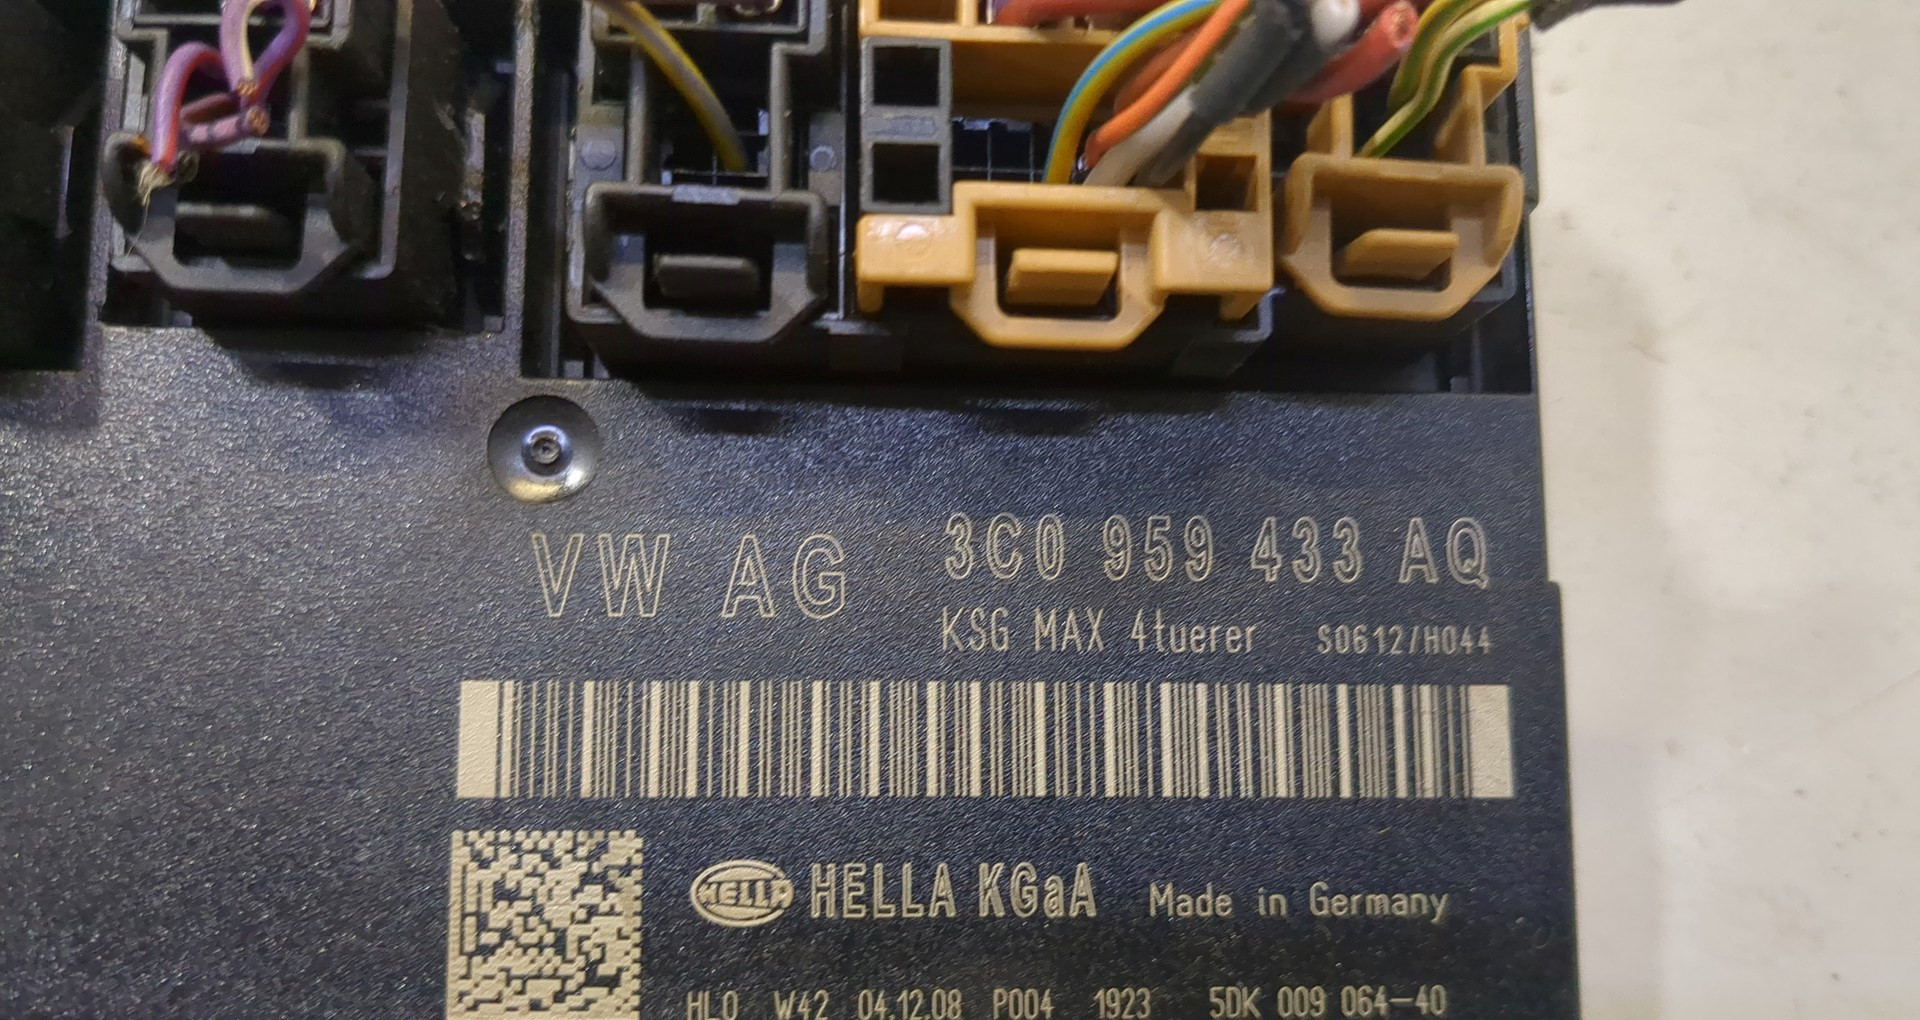 VW AG 3C0 959 433 AQ
KSG MAX 4tuerer S0612/H044
HELLA HELLA KGaA Made in Germany
HLO W42 04.12.08 P004 1923 5DK 009 064-40